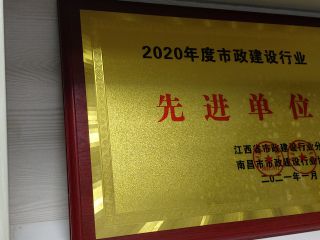 2020年度市政建设行业
先进单位
江西省市政建设行业分
南昌市市政建设行业
二〇二一年一月